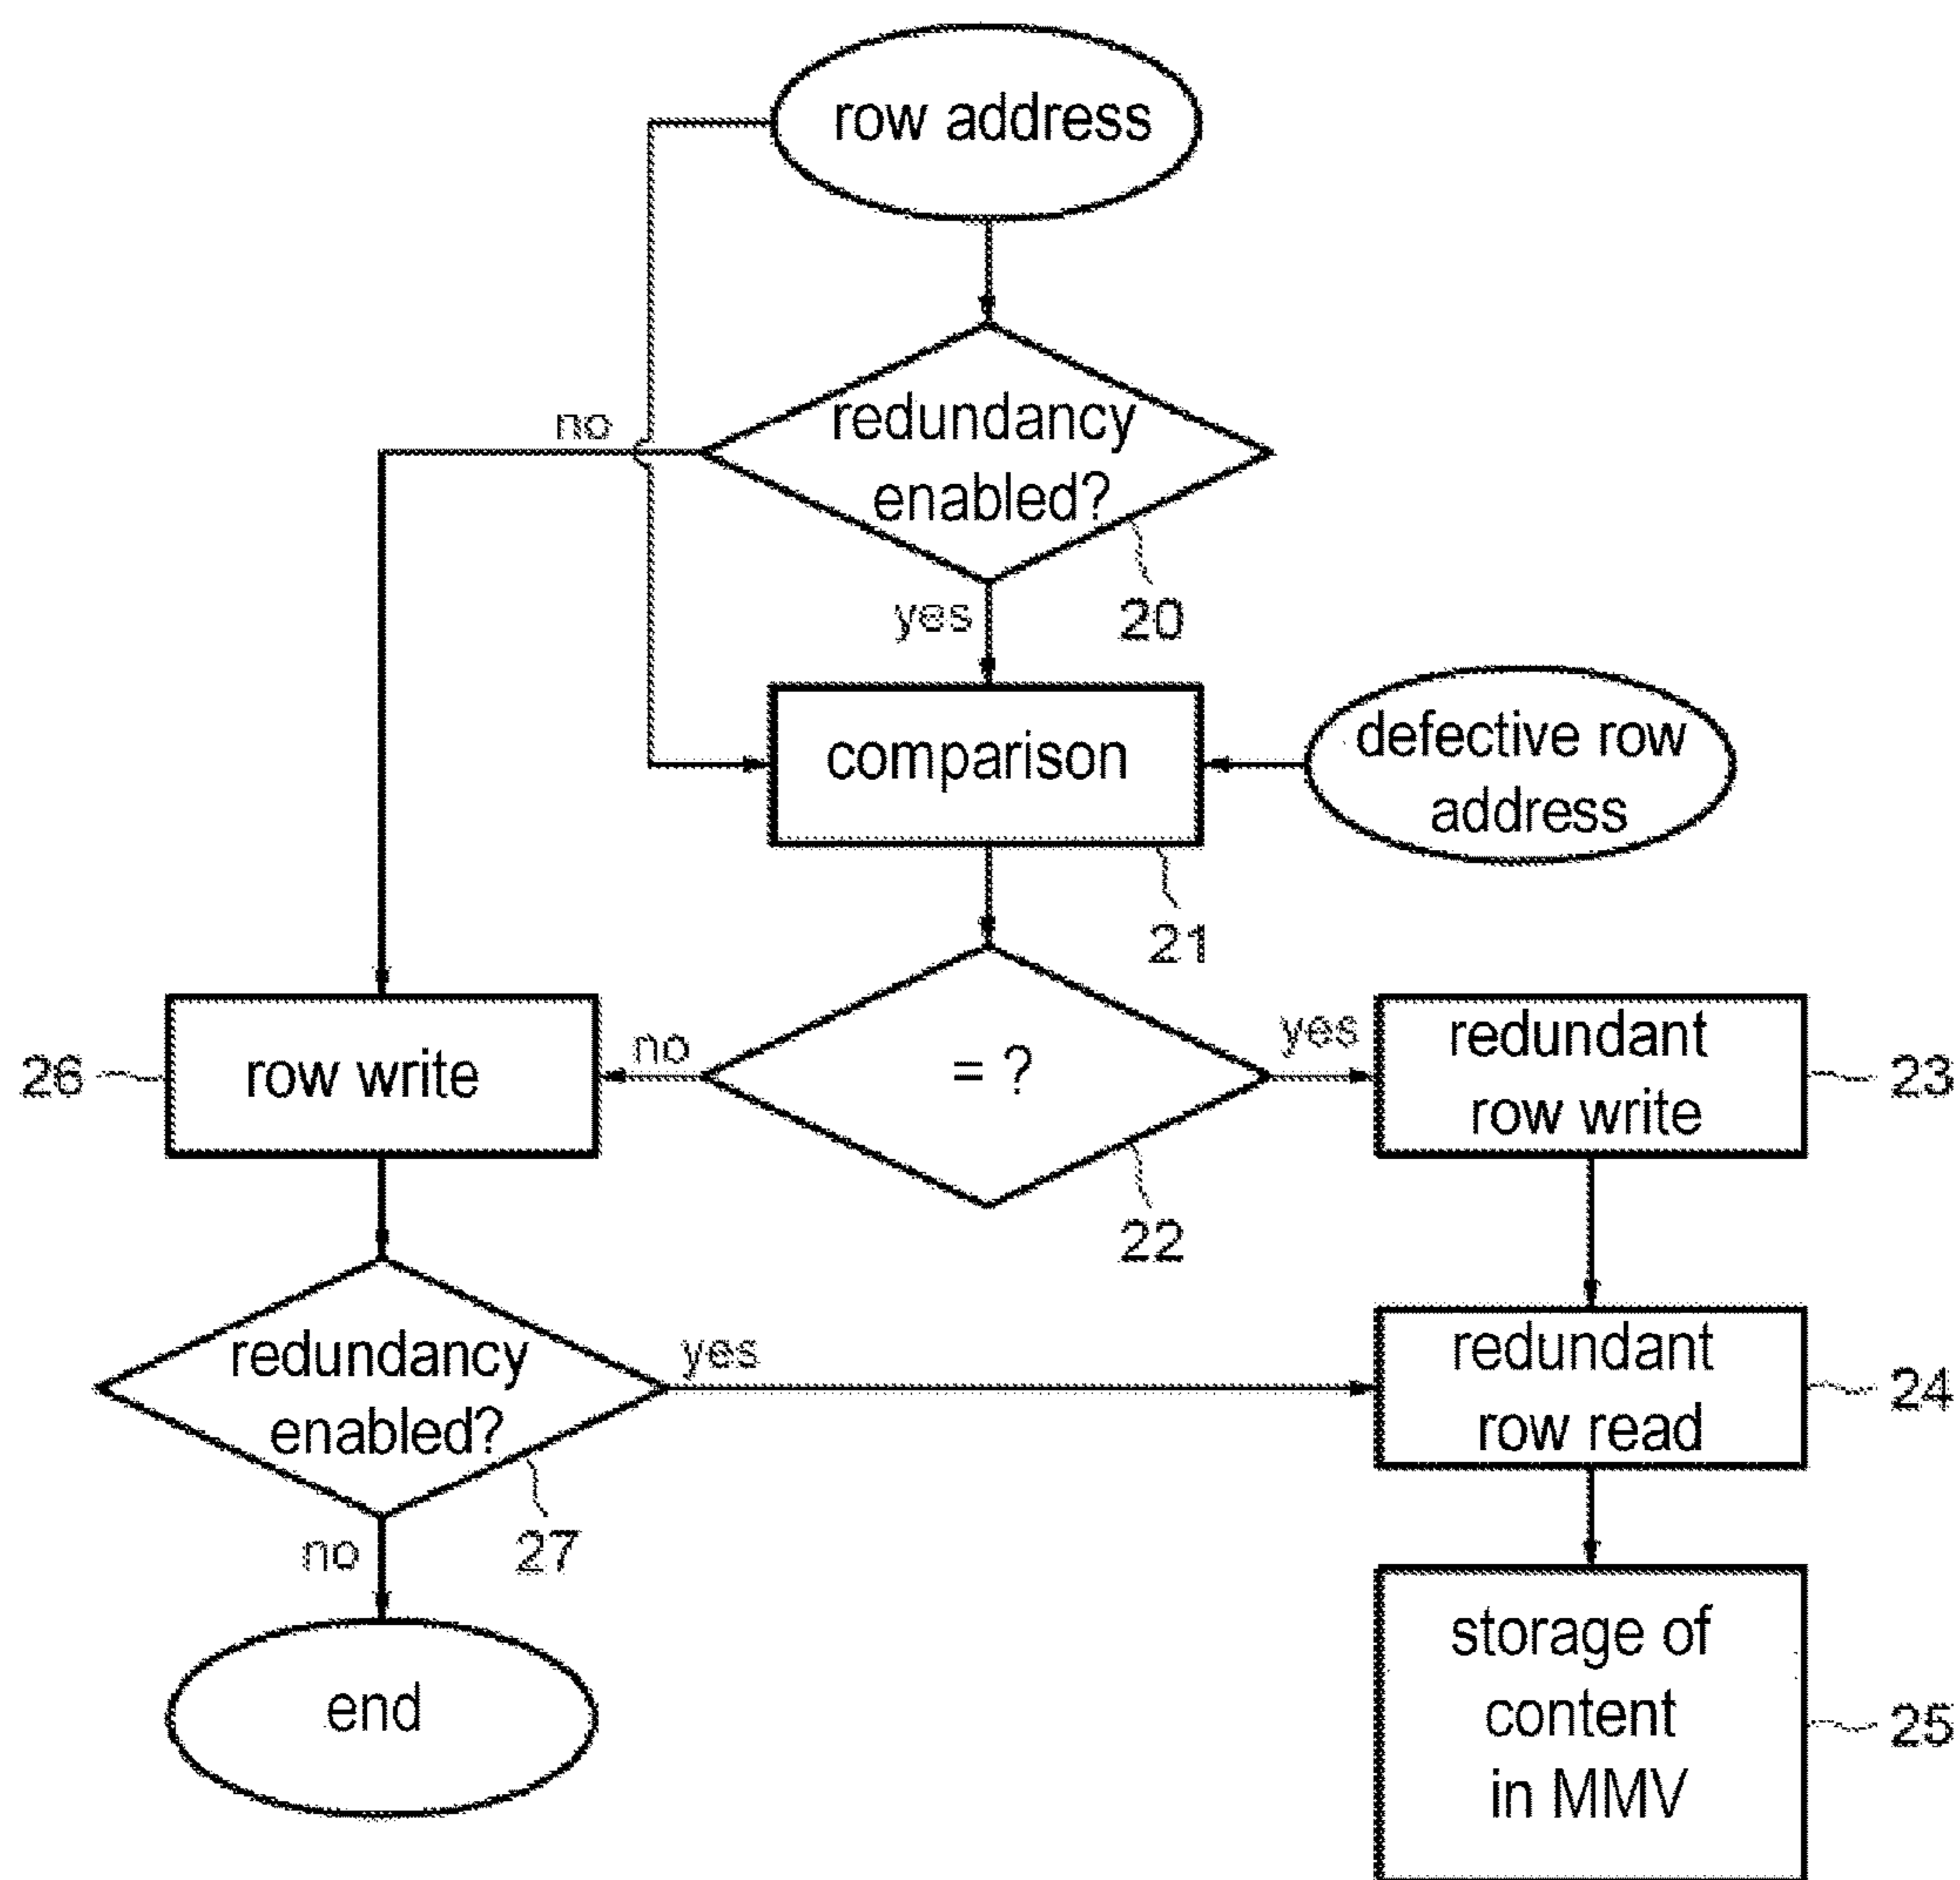 row address
no
redundancy
enabled?
yes
20
comparison
defective row
address
21
26
row write
no
= ?
yes
redundant
row write
23
22
redundancy
enabled?
yes
redundant
row read
24
no
27
end
storage of
content
in MMV
25